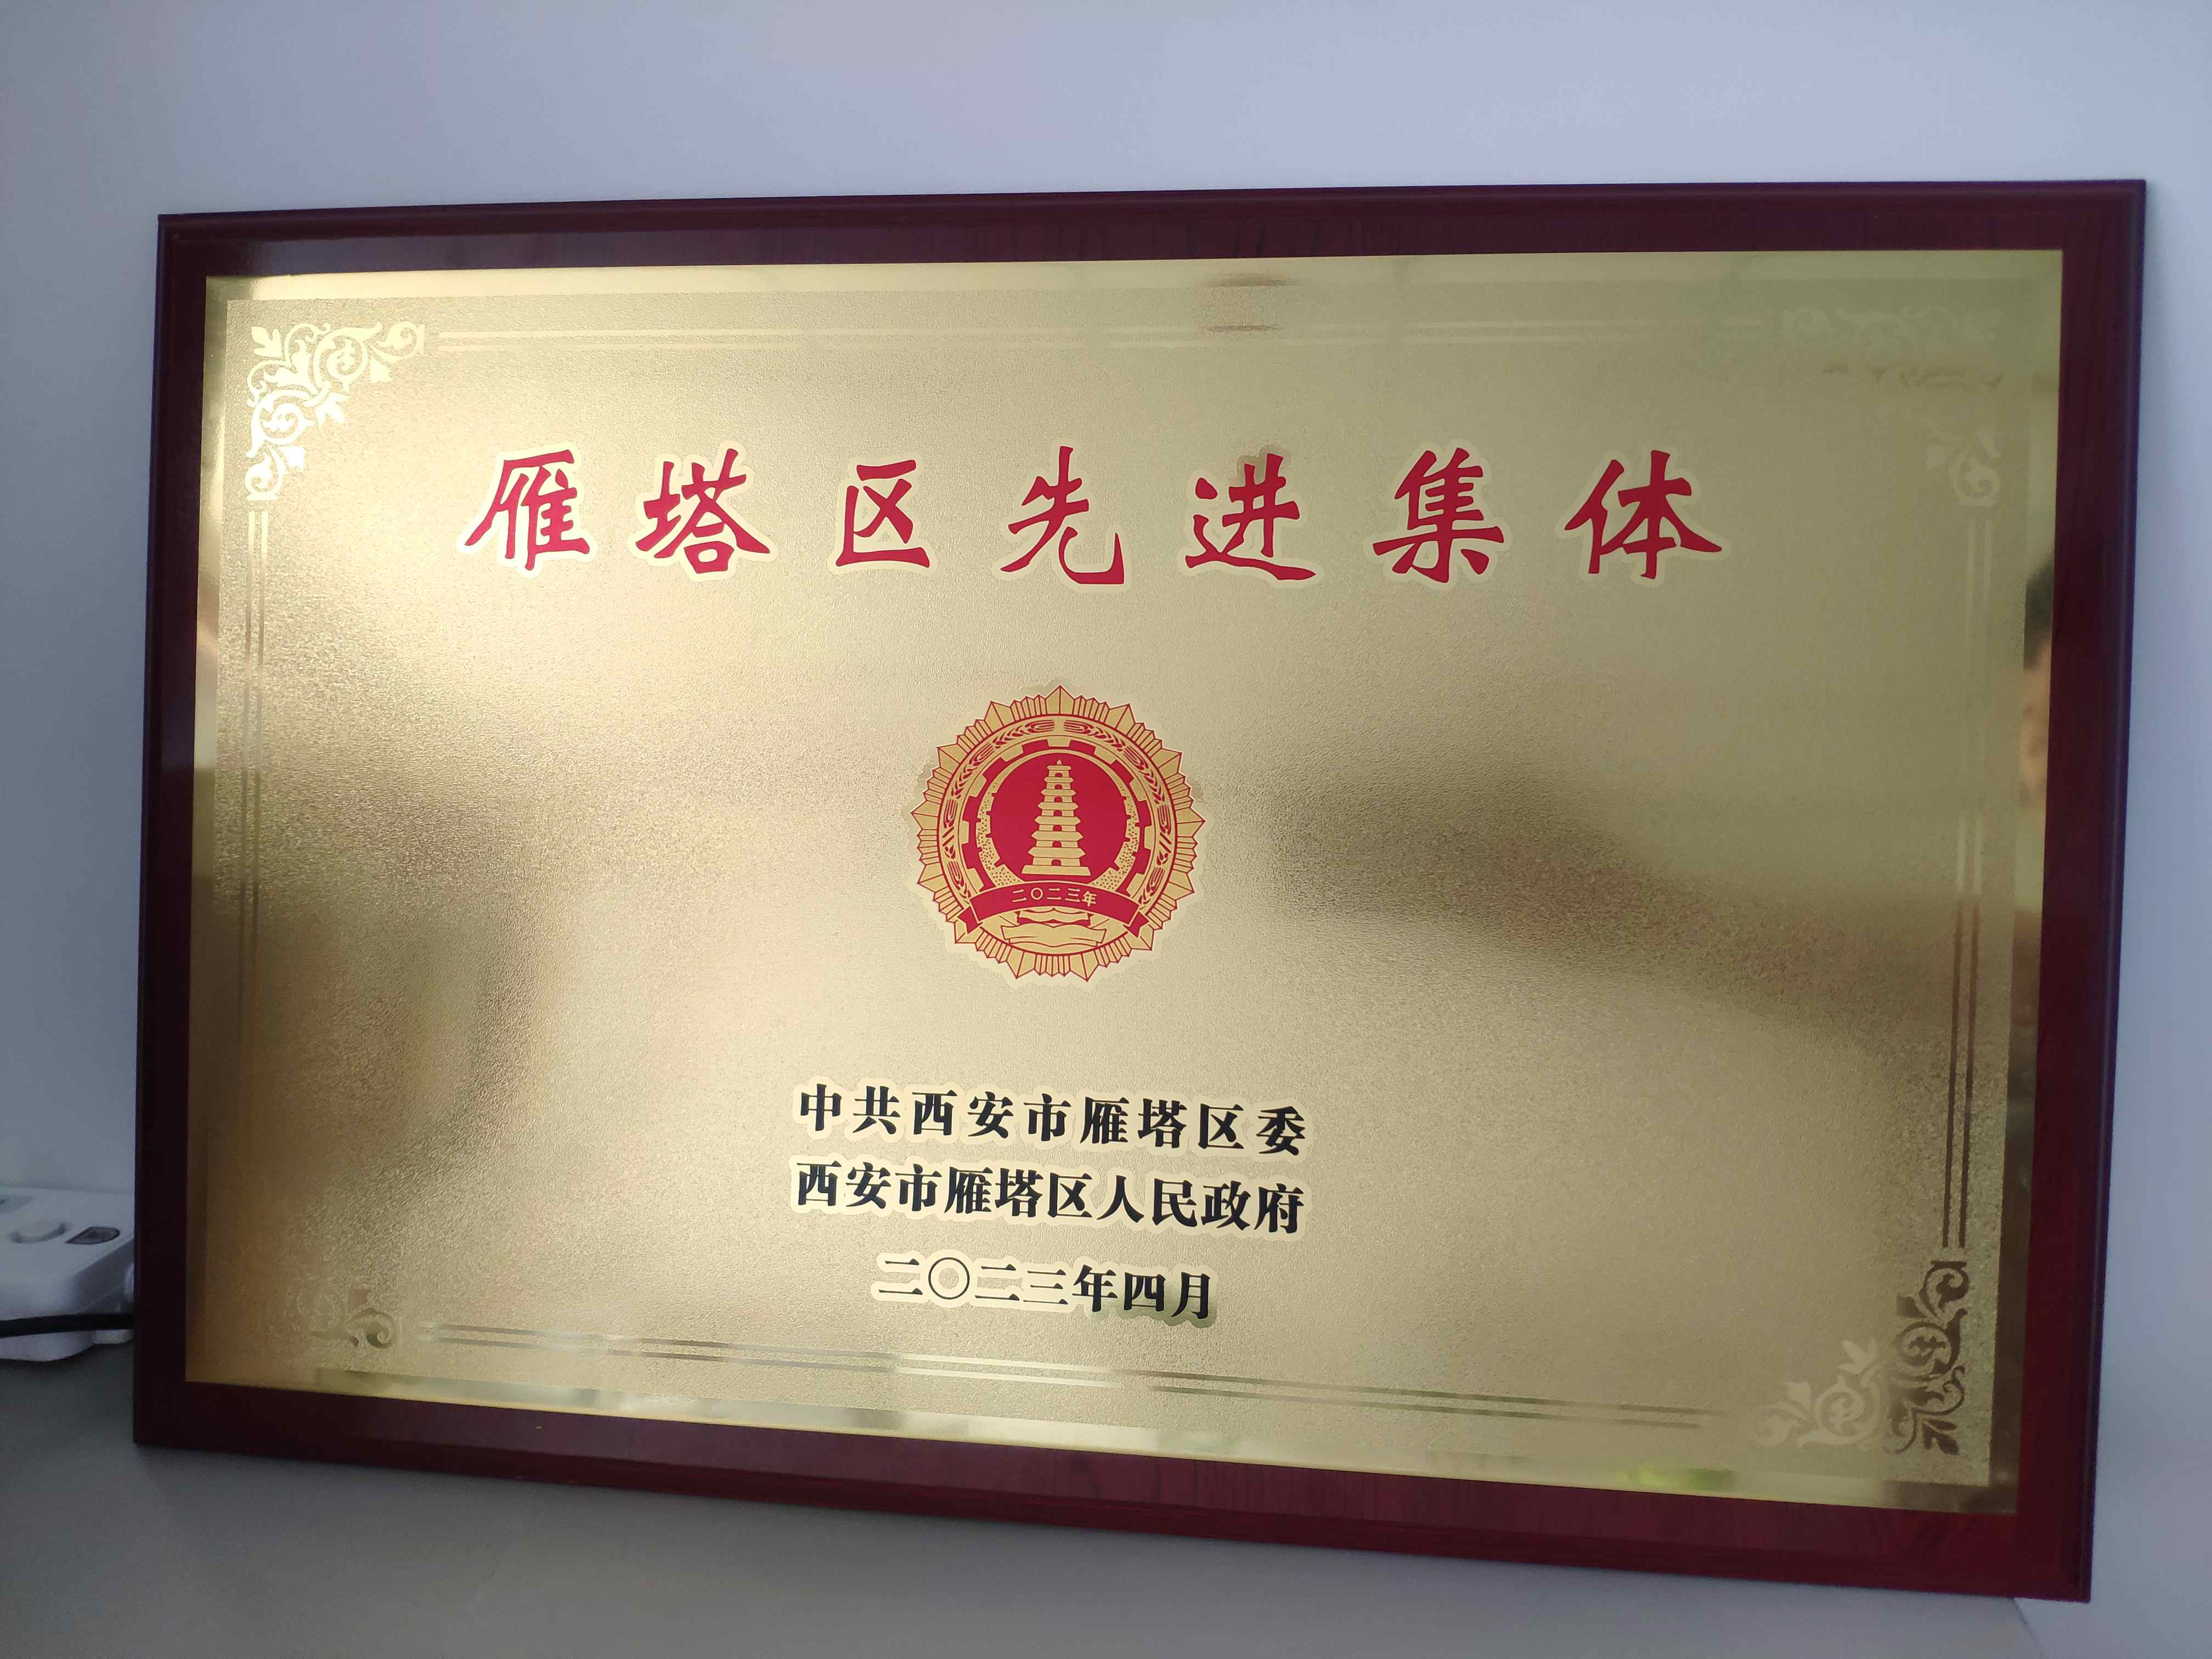 雁塔区先进集体
二〇二三年
中共西安市雁塔区委
西安市雁塔区人民政府
二〇二三年四月